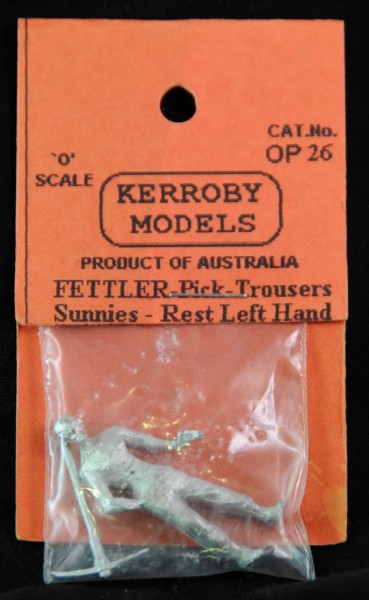 CAT.No.
OP 26
'O'
SCALE
KERROBY
MODELS
PRODUCT OF AUSTRALIA
FETTLER-Pick-Trousers
Sunnies - Rest Left Hand